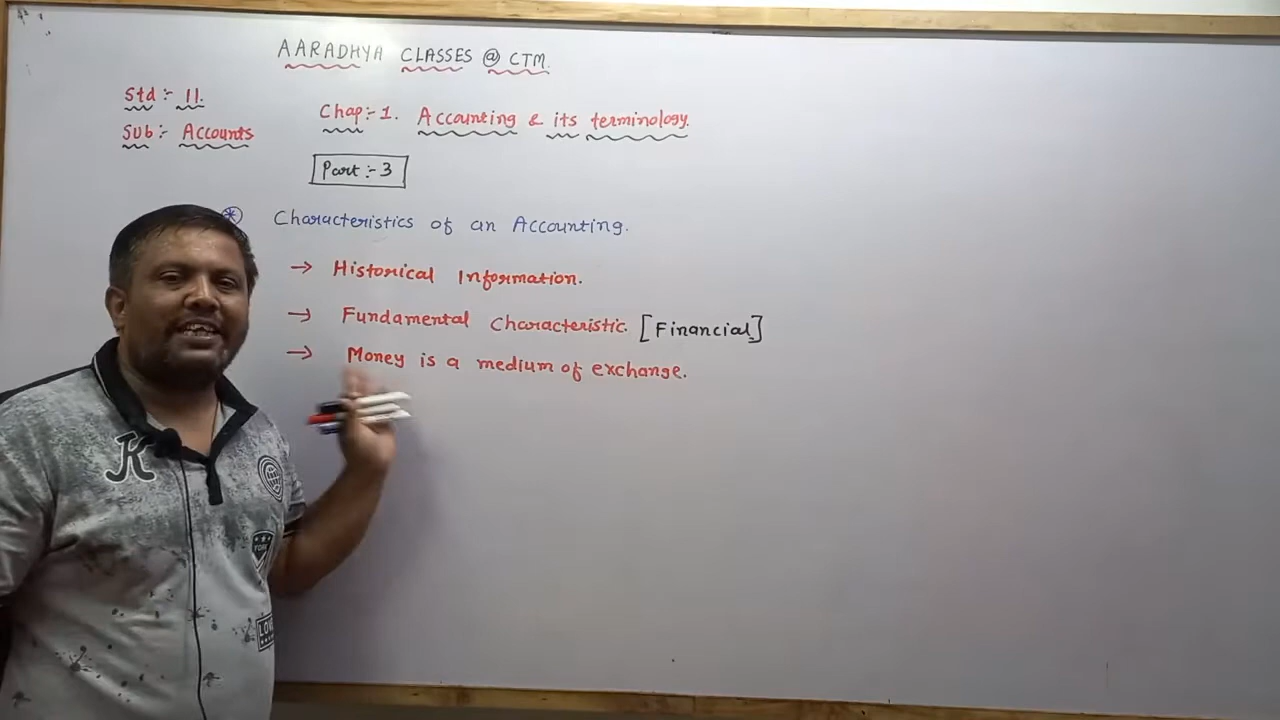 AARADHYA CLASSES @ CTM.
Std :- 11.
Sub :- Accounts
Chap:- 1. Accounting & its terminology.
Part :- 3
* Characteristics of an Accounting.
→ Historical Information.
→ Fundamental Characteristic. [Financial.]
→ Money is a medium of exchange.
K
LOVE